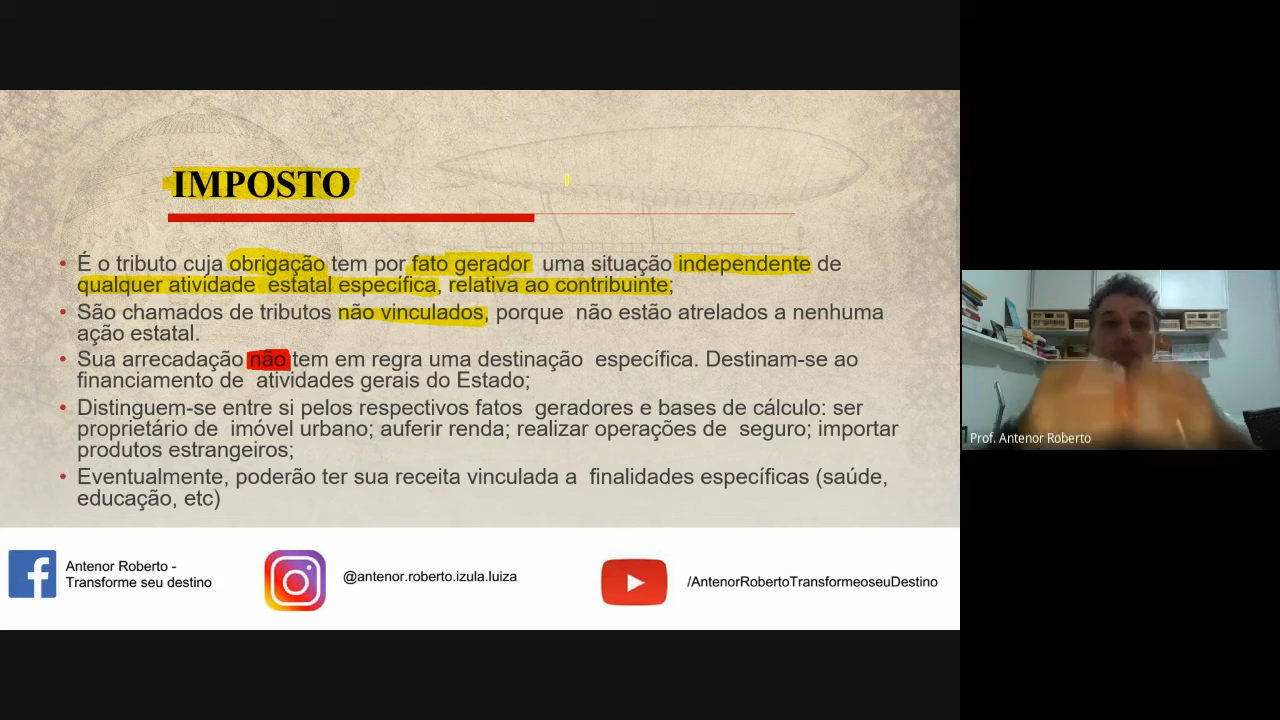 IMPOSTO
• É o tributo cuja obrigação tem por fato gerador uma situação independente de
qualquer atividade estatal específica, relativa ao contribuinte;
• São chamados de tributos não vinculados, porque não estão atrelados a nenhuma
ação estatal.
• Sua arrecadação não tem em regra uma destinação específica. Destinam-se ao
financiamento de atividades gerais do Estado;
• Distinguem-se entre si pelos respectivos fatos geradores e bases de cálculo: ser
proprietário de imóvel urbano; auferir renda; realizar operações de seguro; importar
produtos estrangeiros;
• Eventualmente, poderão ter sua receita vinculada a finalidades específicas (saúde,
educação, etc)
Antenor Roberto -
Transforme seu destino
@antenor.roberto.izula.luiza
/AntenorRobertoTransformeoseuDestino
Prof. Antenor Roberto